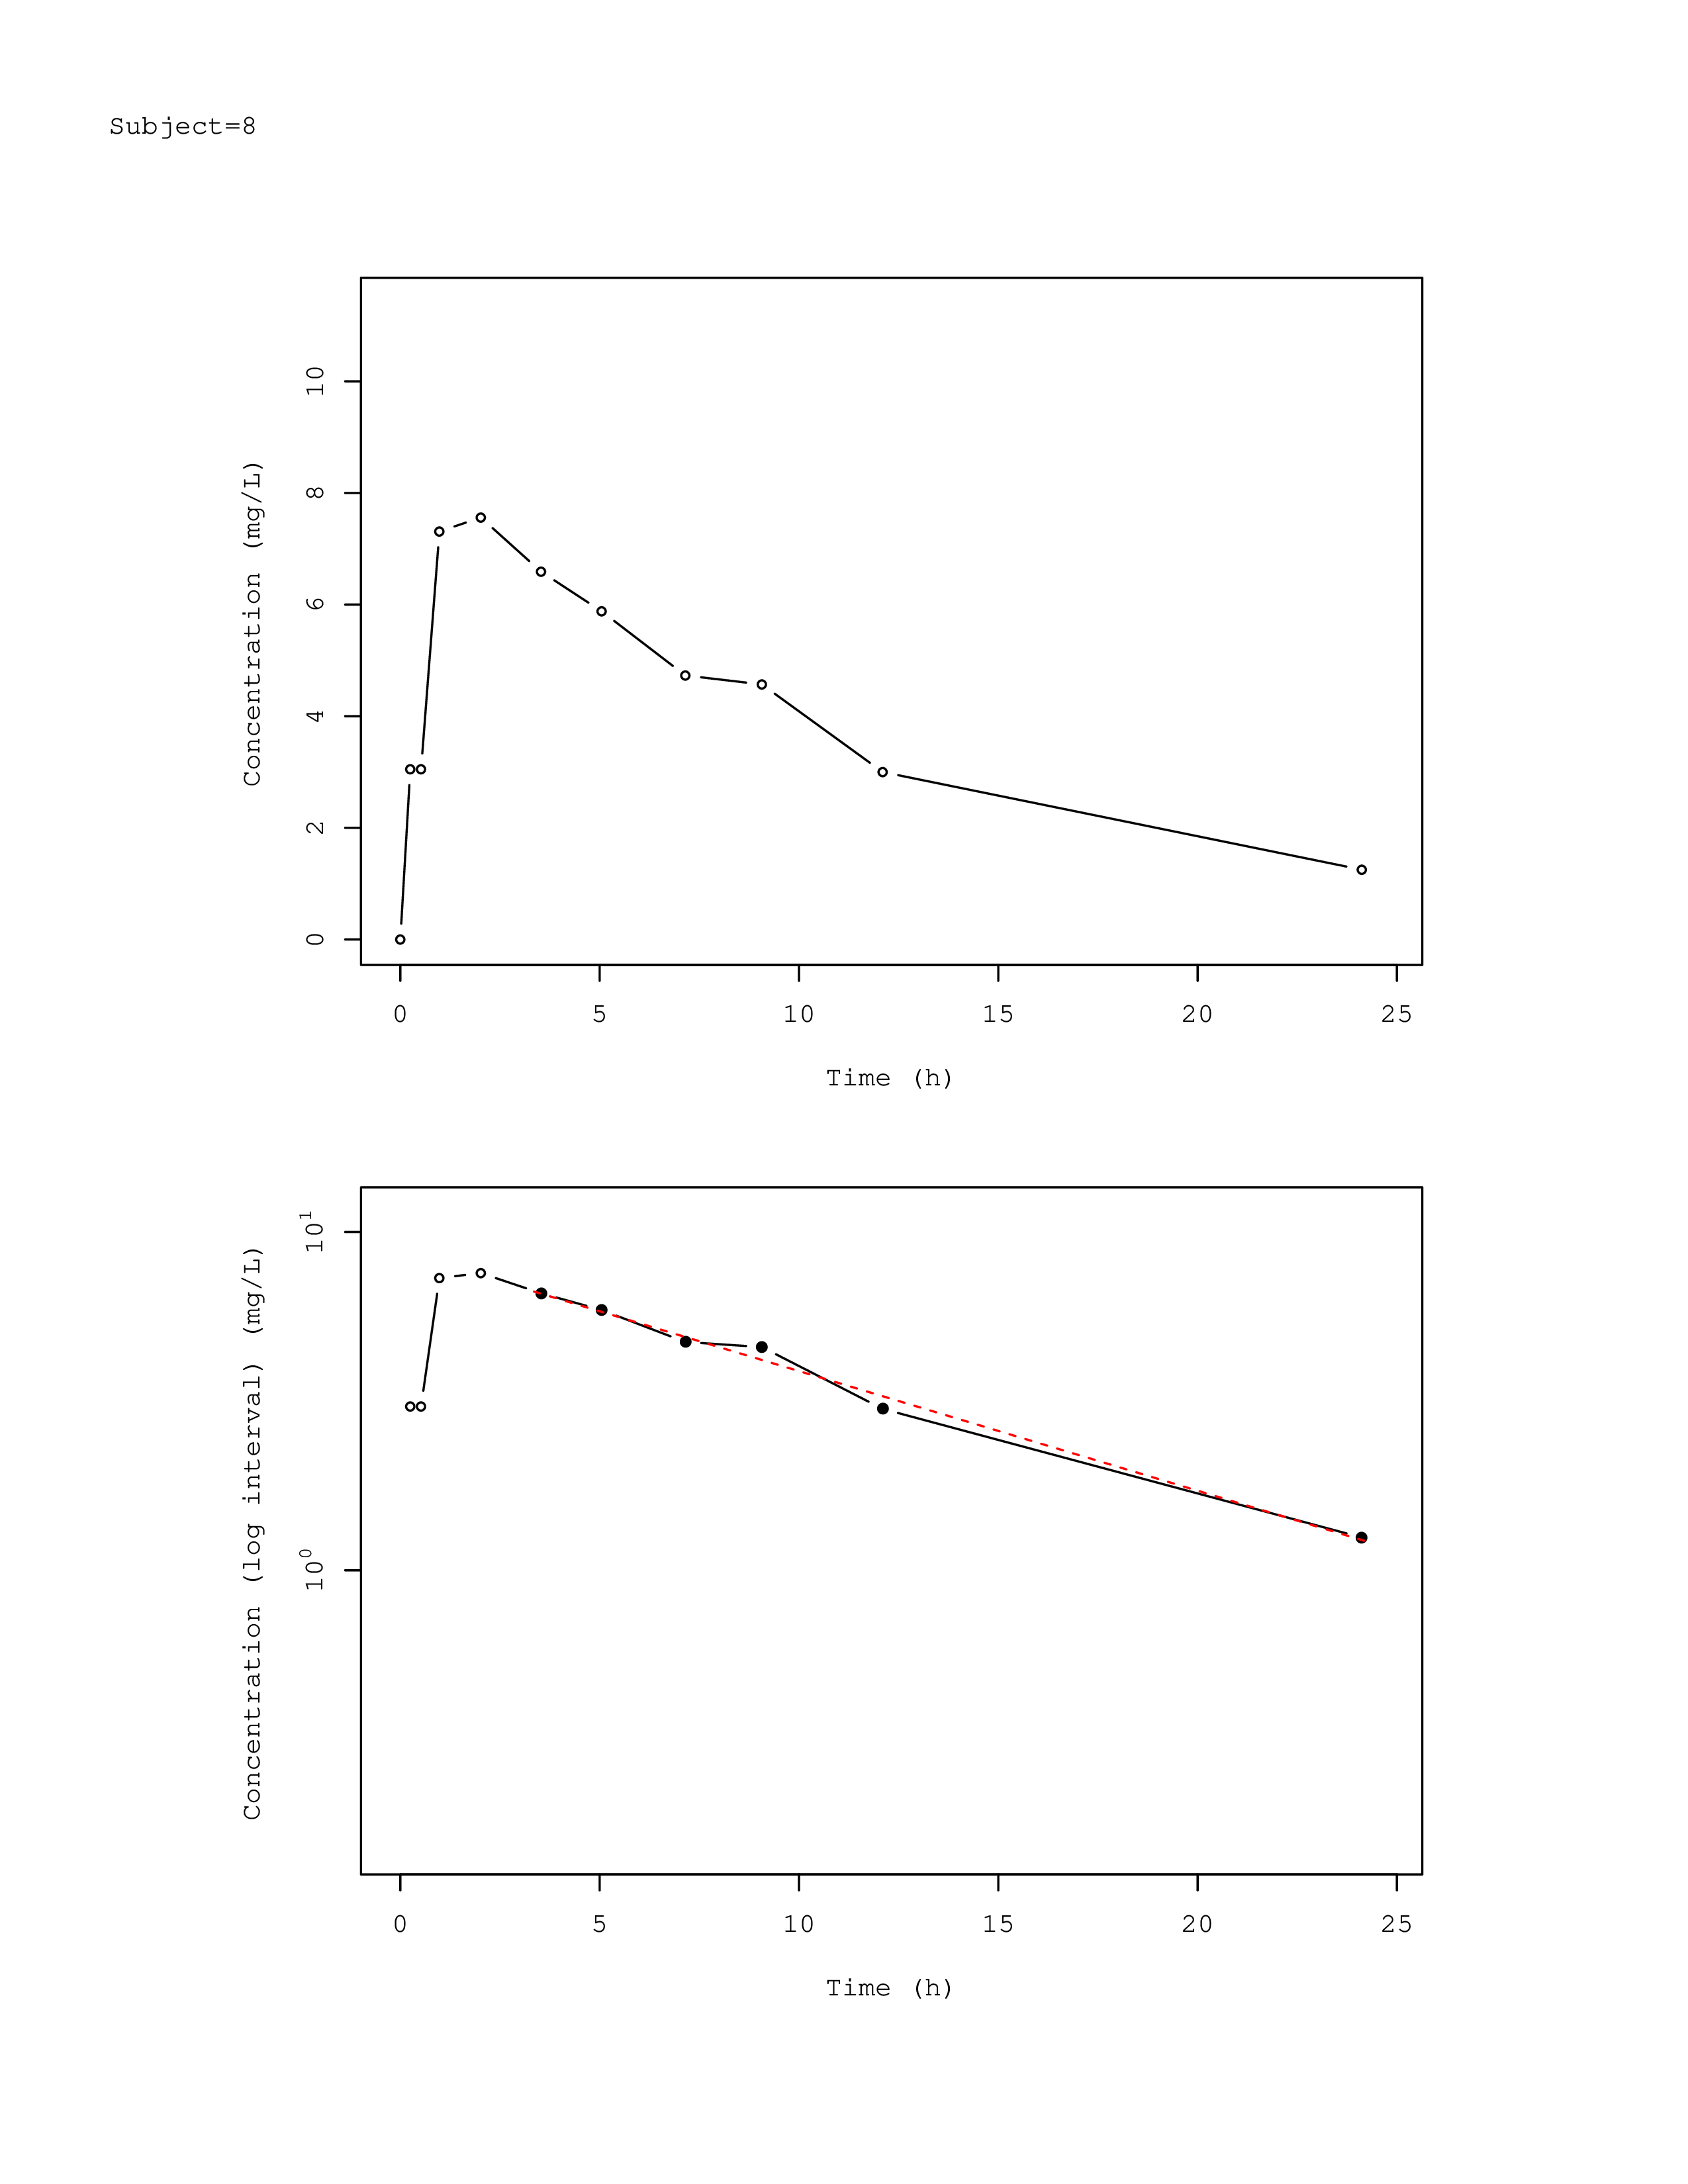 Subject=8
Concentration (mg/L)
10
8
6
4
2
0
0 5 10 15 20 25
Time (h)
Concentration (log interval) (mg/L)
10¹
10⁰
0 5 10 15 20 25
Time (h)